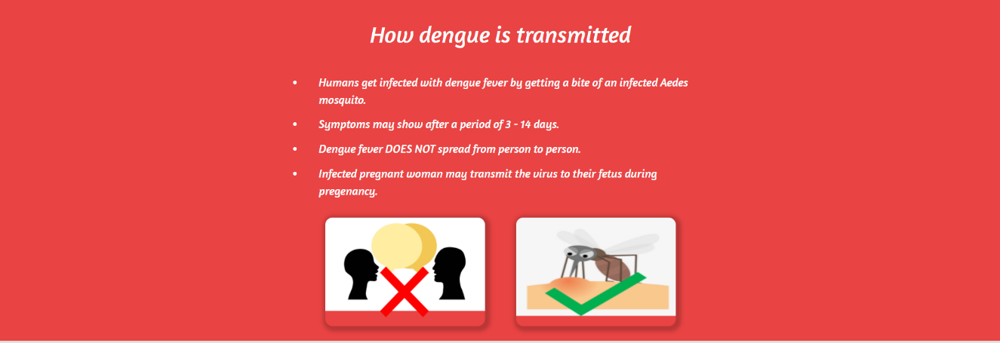 How dengue is transmitted
• Humans get infected with dengue fever by getting a bite of an infected Aedes
mosquito.
• Symptoms may show after a period of 3 - 14 days.
• Dengue fever DOES NOT spread from person to person.
• Infected pregnant woman may transmit the virus to their fetus during
pregenancy.